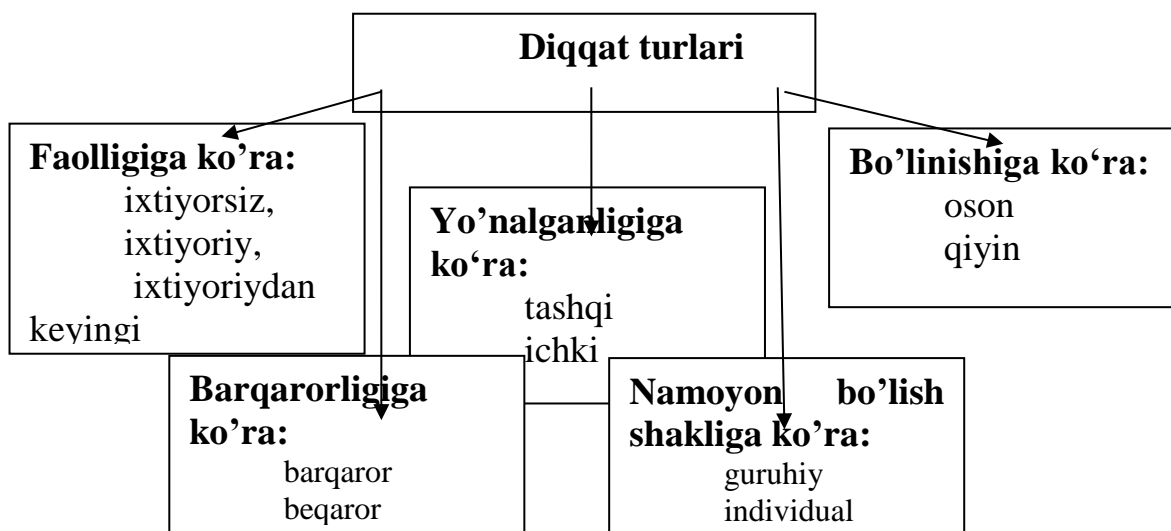 Diqqat turlari
Faolligiga ko’ra:
ixtiyorsiz,
ixtiyoriy,
ixtiyoriydan
keyingi
Yo’nalganligiga
ko‘ra:
tashqi
ichki
Bo’linishiga ko‘ra:
oson
qiyin
Barqarorligiga
ko’ra:
barqaror
beqaror
Namoyon bo’lish
shakliga ko’ra:
guruhiy
individual